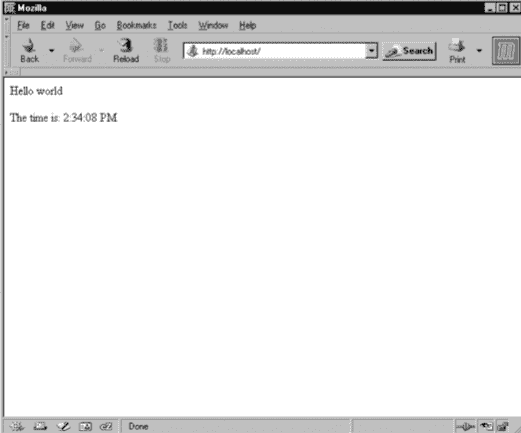 Mozilla
File Edit View Go Bookmarks Tools Window Help
Back Forward Reload Stop http://localhost/ Search Print
Hello world
The time is: 2:34:08 PM
Done